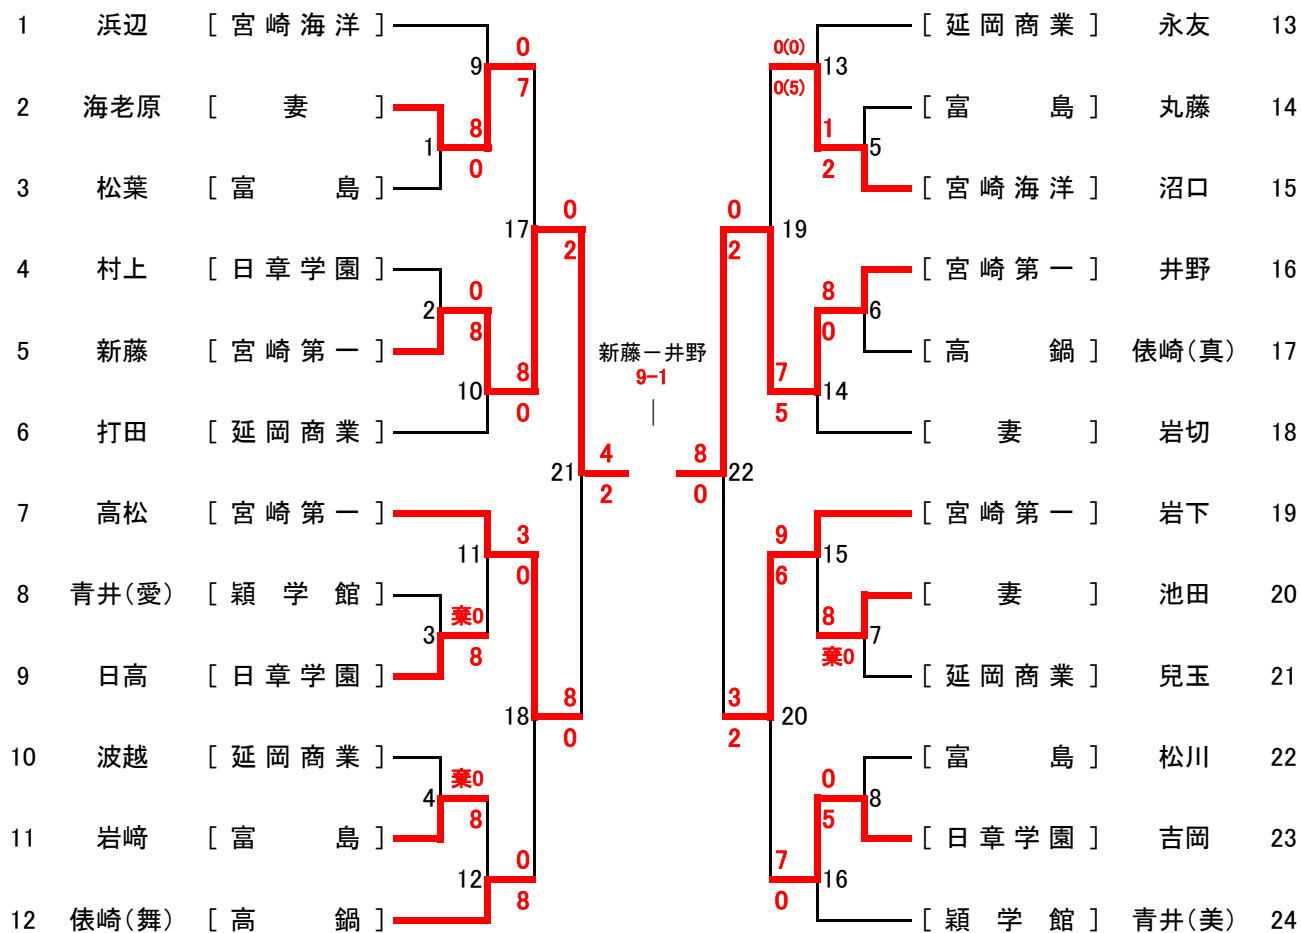 1 浜辺 [ 宮崎海洋 ] [ 延岡商業 ] 永友 13
0 0(0)
9 13
7 0(5)
2 海老原 [ 妻 ] [ 富 島 ] 丸藤 14
8 1
1 5
0 2
3 松葉 [ 富 島 ] [ 宮崎海洋 ] 沼口 15
0 0
17 19
2 2
4 村上 [ 日章学園 ] [ 宮崎第一 ] 井野 16
0 8
2 6
8 0
5 新藤 [ 宮崎第一 ] 新藤－井野 [ 高 鍋 ] 俵崎(真) 17
8 9-1 7
10 14
0 5
6 打田 [ 延岡商業 ] [ 妻 ] 岩切 18
4 8
21 22
2 0
7 高松 [ 宮崎第一 ] [ 宮崎第一 ] 岩下 19
3 9
11 15
0 6
8 青井(愛) [ 穎 学 館 ] [ 妻 ] 池田 20
棄0 8
3 7
8 棄0
9 日高 [ 日章学園 ] [ 延岡商業 ] 兒玉 21
8 3
18 20
0 2
10 波越 [ 延岡商業 ] [ 富 島 ] 松川 22
棄0 0
4 8
8 5
11 岩﨑 [ 富 島 ] [ 日章学園 ] 吉岡 23
0 7
12 16
8 0
12 俵崎(舞) [ 高 鍋 ] [ 穎 学 館 ] 青井(美) 24